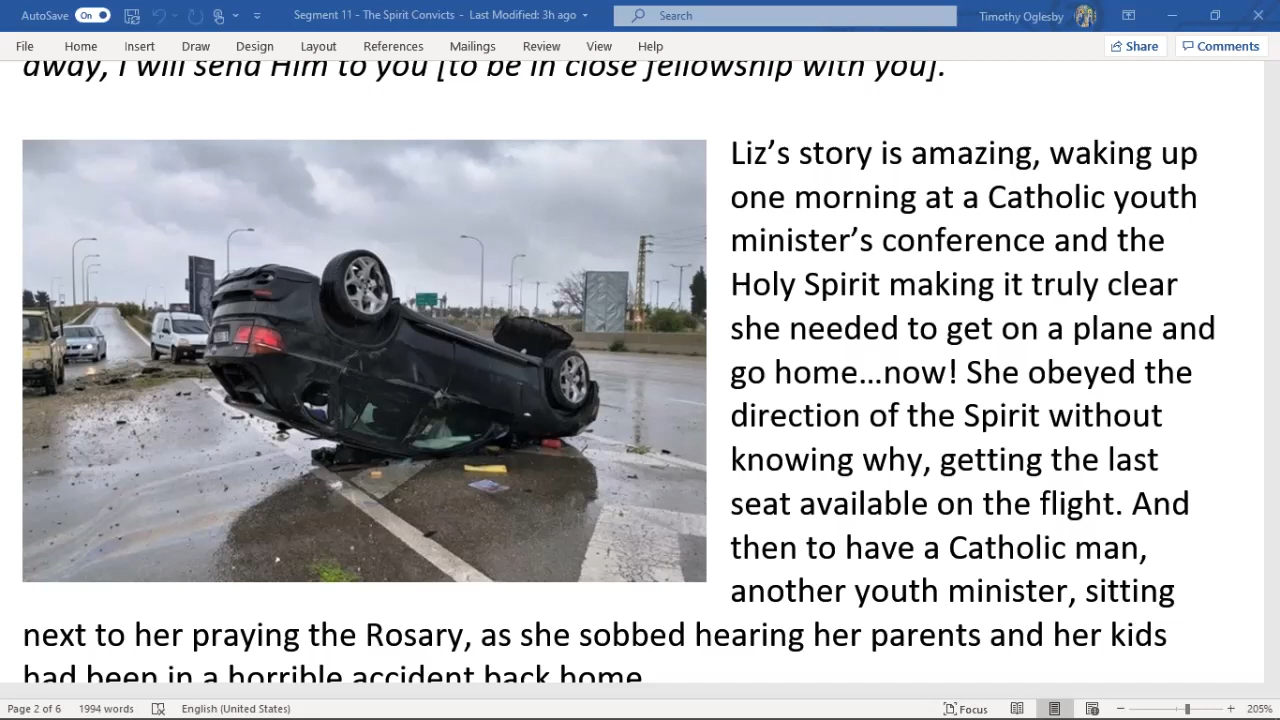 AutoSave On Segment 11 - The Spirit Convicts - Last Modified: 3h ago Search Timothy Oglesby
File Home Insert Draw Design Layout References Mailings Review View Help Share Comments
away, I will send Him to you [to be in close fellowship with you].
Liz’s story is amazing, waking up
one morning at a Catholic youth
minister’s conference and the
Holy Spirit making it truly clear
she needed to get on a plane and
go home…now! She obeyed the
direction of the Spirit without
knowing why, getting the last
seat available on the flight. And
then to have a Catholic man,
another youth minister, sitting
next to her praying the Rosary, as she sobbed hearing her parents and her kids
had been in a horrible accident back home.
Page 2 of 6 1994 words English (United States) Focus 205%